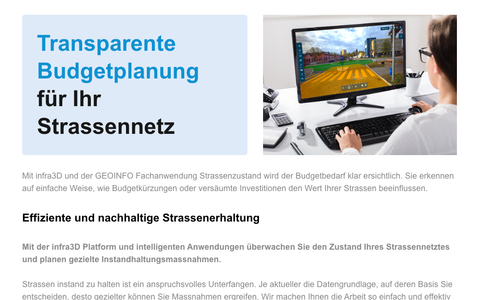 Transparente
Budgetplanung
für Ihr
Strassennetz
Mit infra3D und der GEOINFO Fachanwendung Strassenzustand wird der Budgetbedarf klar ersichtlich. Sie erkennen
auf einfache Weise, wie Budgetkürzungen oder versäumte Investitionen den Wert Ihrer Strassen beeinflussen.
Effiziente und nachhaltige Strassenerhaltung
Mit der infra3D Platform und intelligenten Anwendungen überwachen Sie den Zustand Ihres Strassennetztes
und planen gezielte Instandhaltungsmassnahmen.
Strassen instand zu halten ist ein anspruchsvolles Unterfangen. Je aktueller die Datengrundlage, auf deren Basis Sie
entscheiden, desto gezielter können Sie Massnahmen ergreifen. Wir machen Ihnen die Arbeit so einfach und effektiv